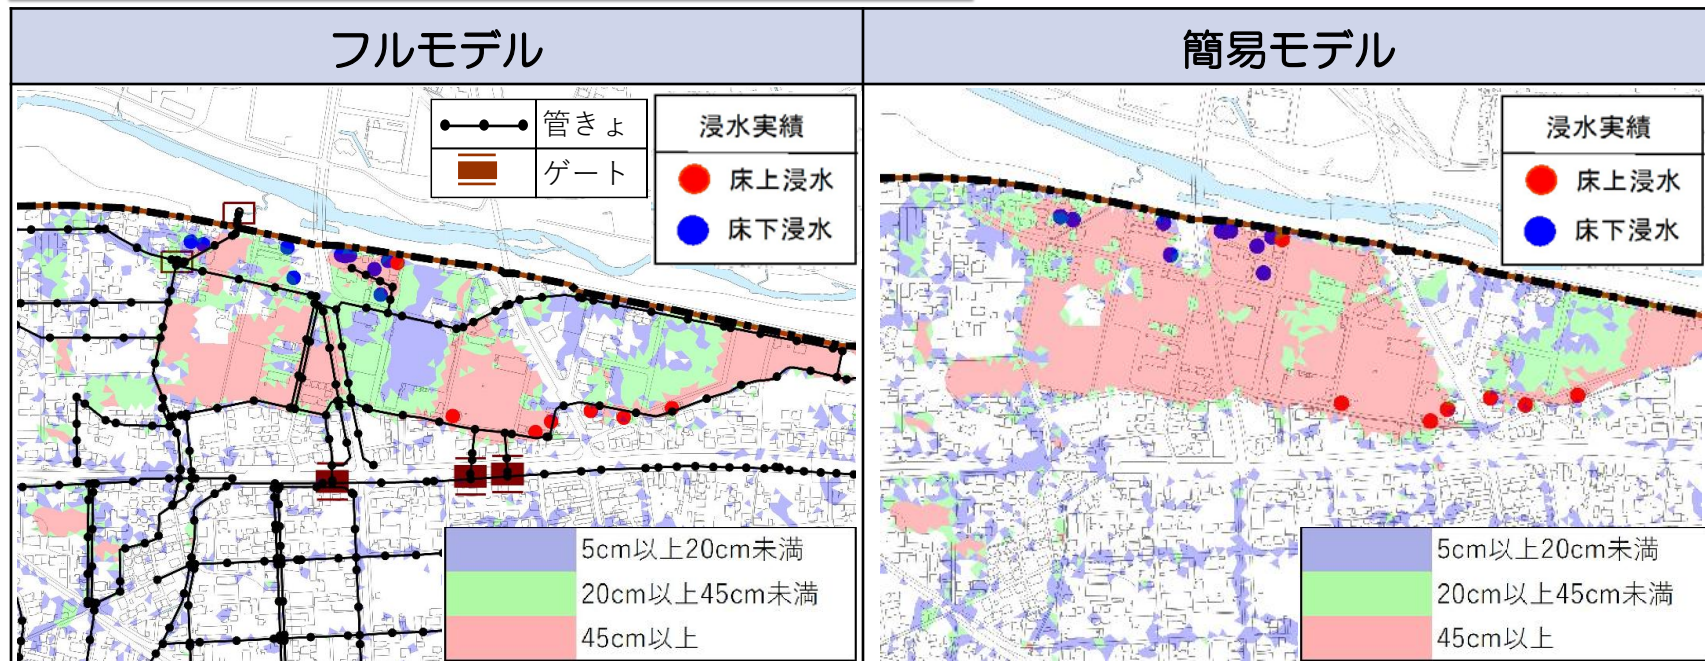 フルモデル
簡易モデル
管きょ
ゲート
浸水実績
床上浸水
床下浸水
5cm以上20cm未満
20cm以上45cm未満
45cm以上
浸水実績
床上浸水
床下浸水
5cm以上20cm未満
20cm以上45cm未満
45cm以上